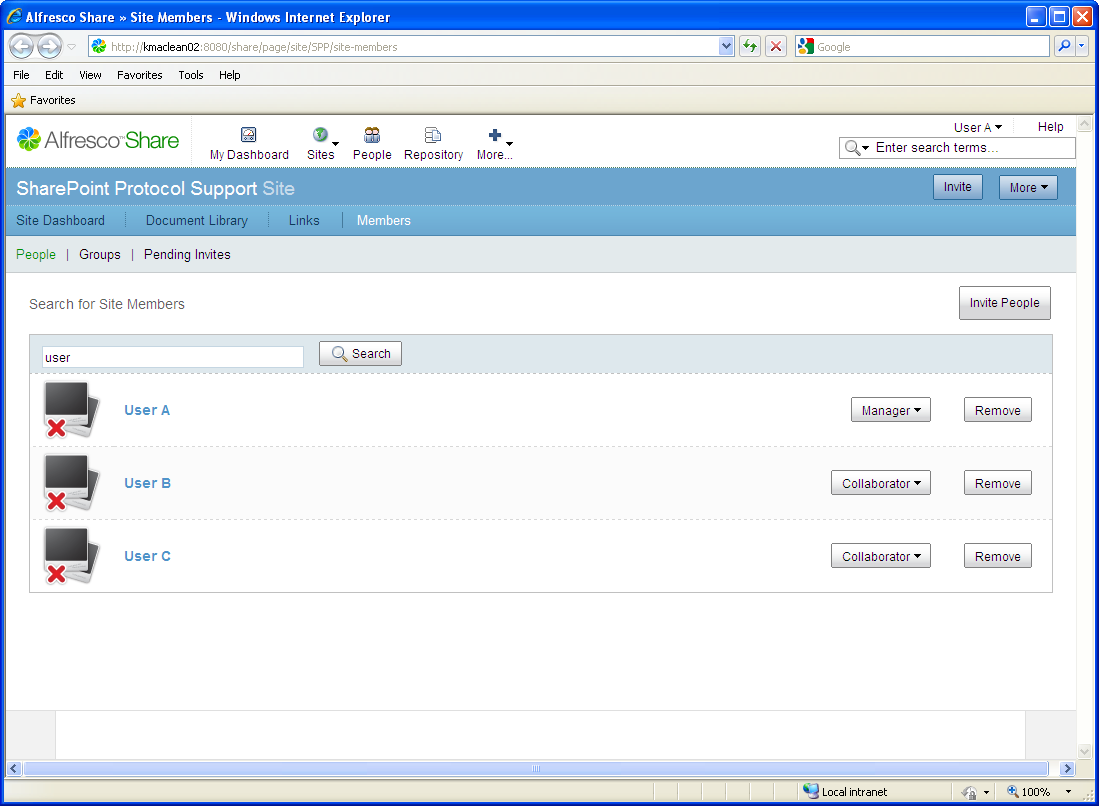 Alfresco Share » Site Members - Windows Internet Explorer
http://kmaclean02:8080/share/page/site/SPP/site-members
Google
File Edit View Favorites Tools Help
Favorites
Alfresco™ Share
My Dashboard Sites People Repository More...
User A Help
Enter search terms...
SharePoint Protocol Support Site
Invite More
Site Dashboard Document Library Links Members
People | Groups | Pending Invites
Search for Site Members
Invite People
user Search
User A Manager Remove
User B Collaborator Remove
User C Collaborator Remove
Local intranet 100%